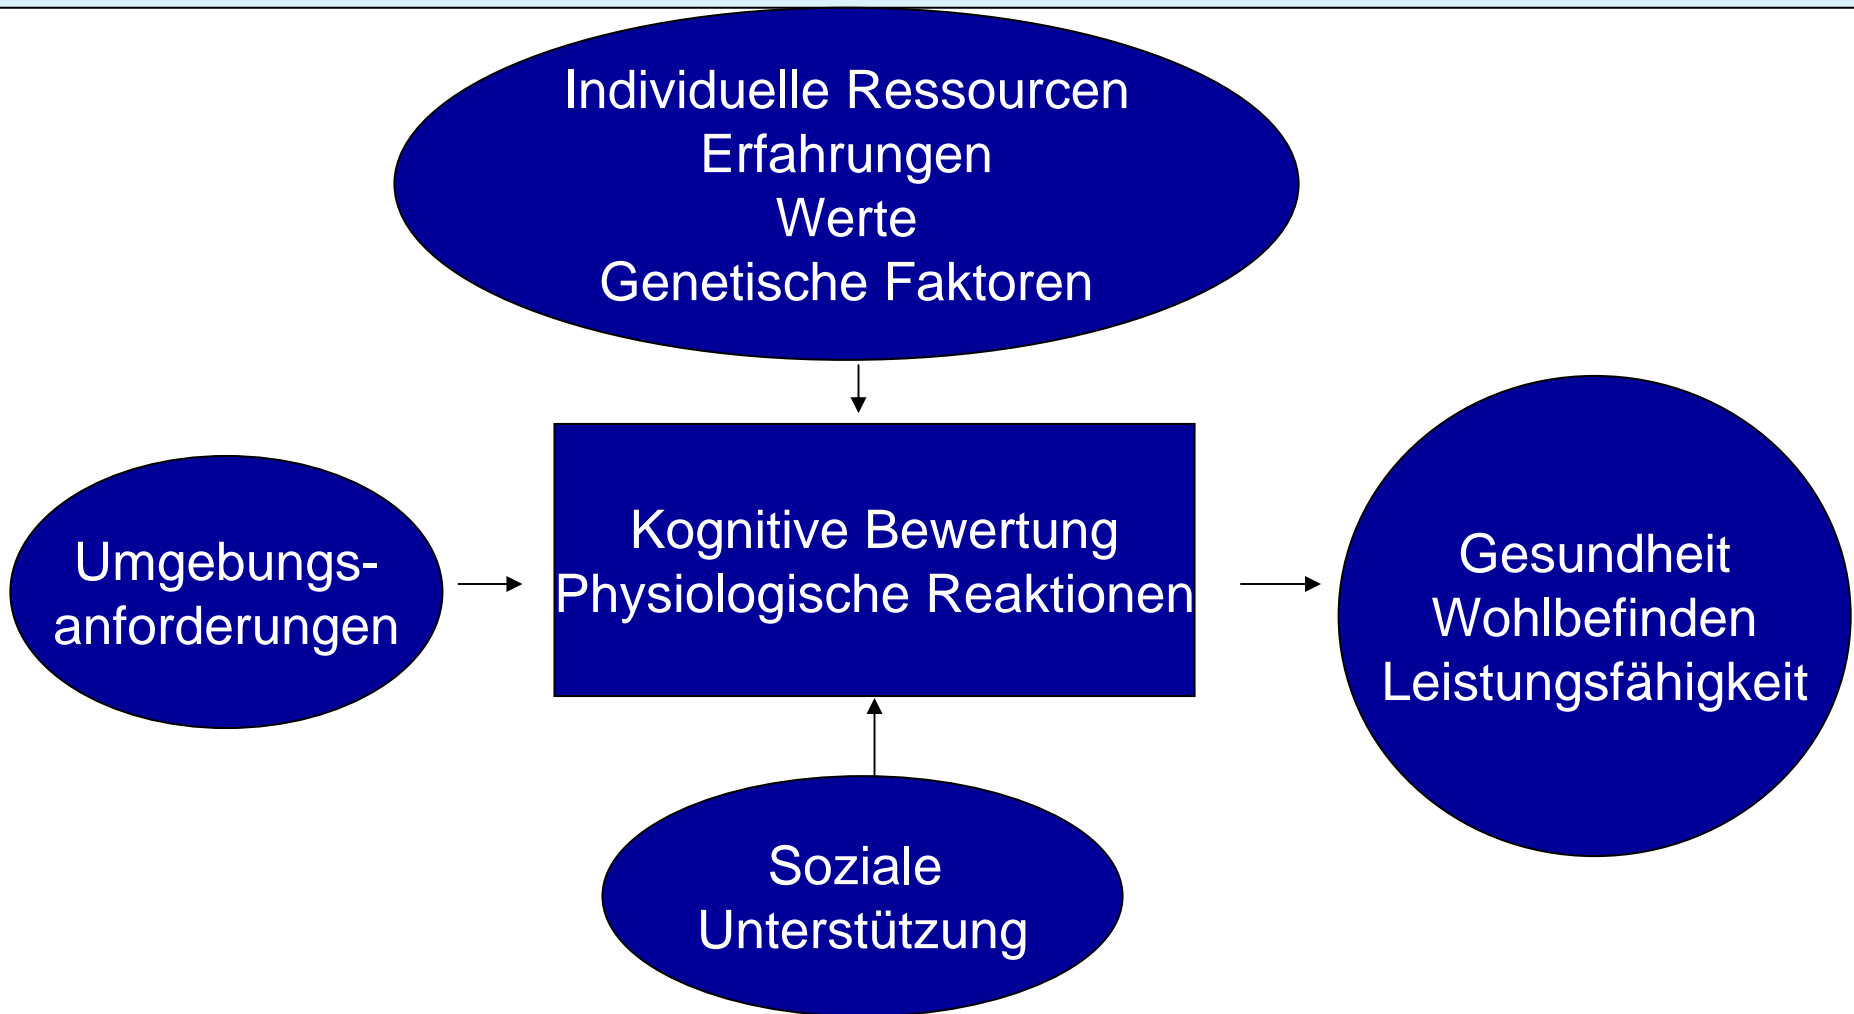 Individuelle Ressourcen
Erfahrungen
Werte
Genetische Faktoren
Umgebungs-
anforderungen
Kognitive Bewertung
Physiologische Reaktionen
Gesundheit
Wohlbefinden
Leistungsfähigkeit
Soziale
Unterstützung